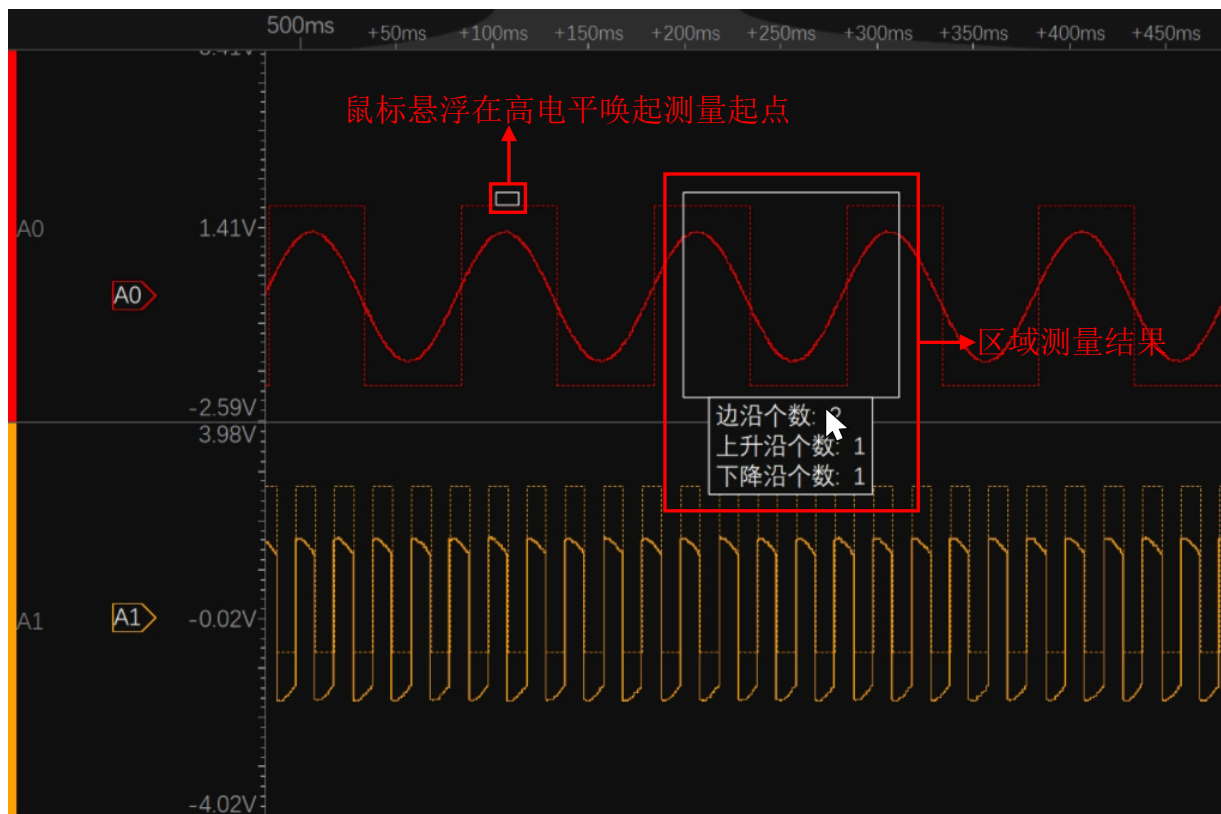 500ms +50ms +100ms +150ms +200ms +250ms +300ms +350ms +400ms +450ms
鼠标悬浮在高电平唤起测量起点
A0
1.41V
A0
区域测量结果
-2.59V
边沿个数:
3.98V
上升沿个数: 1
下降沿个数: 1
A1
A1
-0.02V
-4.02V